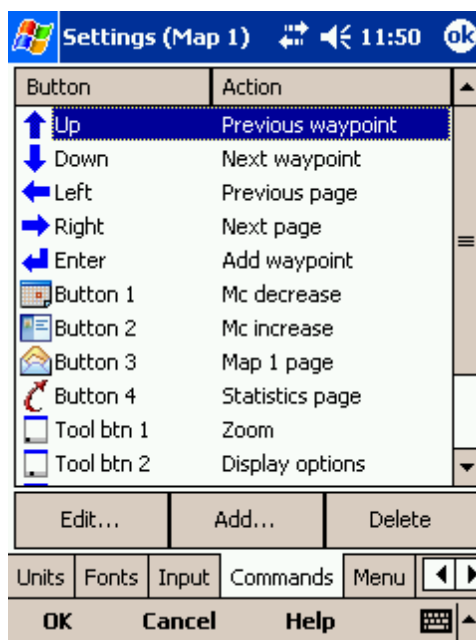 Settings (Map 1) 11:50 ok
Button Action
Up Previous waypoint
Down Next waypoint
Left Previous page
Right Next page
Enter Add waypoint
Button 1 Mc decrease
Button 2 Mc increase
Button 3 Map 1 page
Button 4 Statistics page
Tool btn 1 Zoom
Tool btn 2 Display options
Edit... Add... Delete
Units Fonts Input Commands Menu
OK Cancel Help